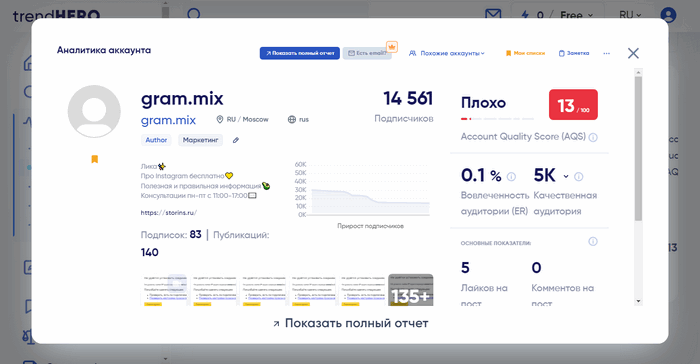 trendHERO
0 / Free
RU
Аналитика аккаунта
Показать полный отчет
Есть email?
Похожие аккаунты
Мои списки
Заметка
gram.mix
gram.mix
RU / Moscow
rus
Author
Маркетинг
14 561
Подписчиков
Лика
Про Instagram бесплатно
Полезная и правильная информация
Консультации пн-пт с 11:00-17:00
https://storins.ru/
Подписок: 83 | Публикаций:
140
60K
50K
40K
30K
20K
10K
0K
Прирост подписчиков
135+
Плохо
13 / 100
Account Quality Score (AQS)
0.1 %
5K
Вовлеченность
аудитории (ER)
Качественная
аудитория
ОСНОВНЫЕ ПОКАЗАТЕЛИ:
5
0
Лайков на
пост
Комментов на
пост
Показать полный отчет